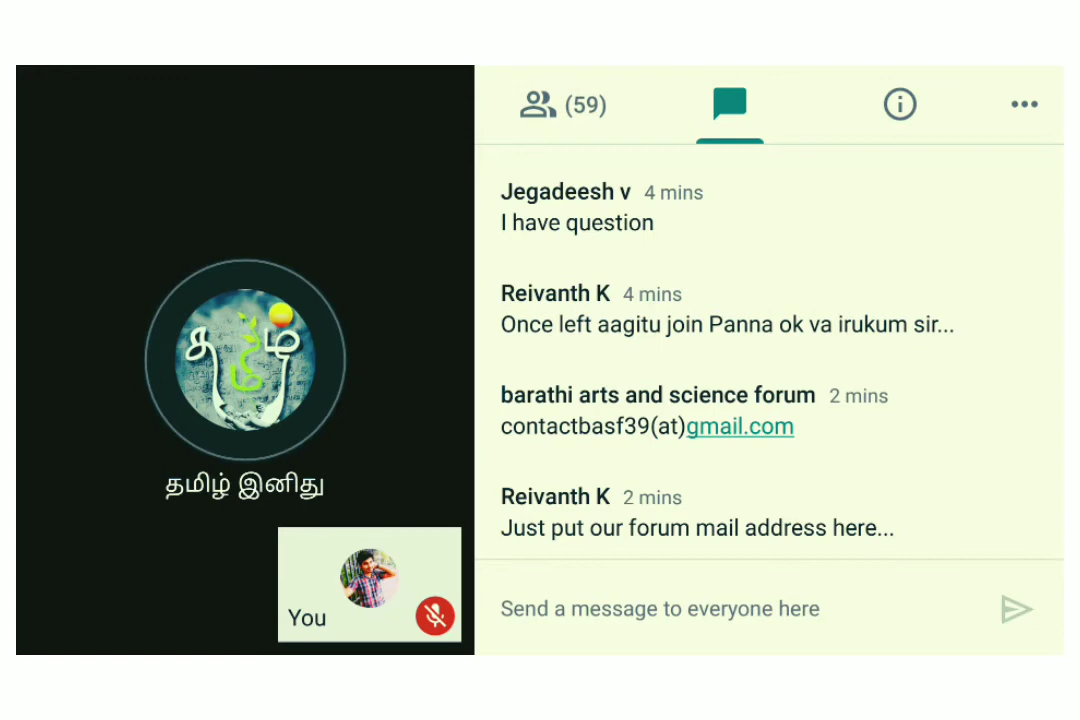 தமிழ்
தமிழ் இனிது
You
(59)
Jegadeesh v 4 mins
I have question
Reivanth K 4 mins
Once left aagitu join Panna ok va irukum sir...
barathi arts and science forum 2 mins
contactbasf39(at)gmail.com
Reivanth K 2 mins
Just put our forum mail address here...
Send a message to everyone here